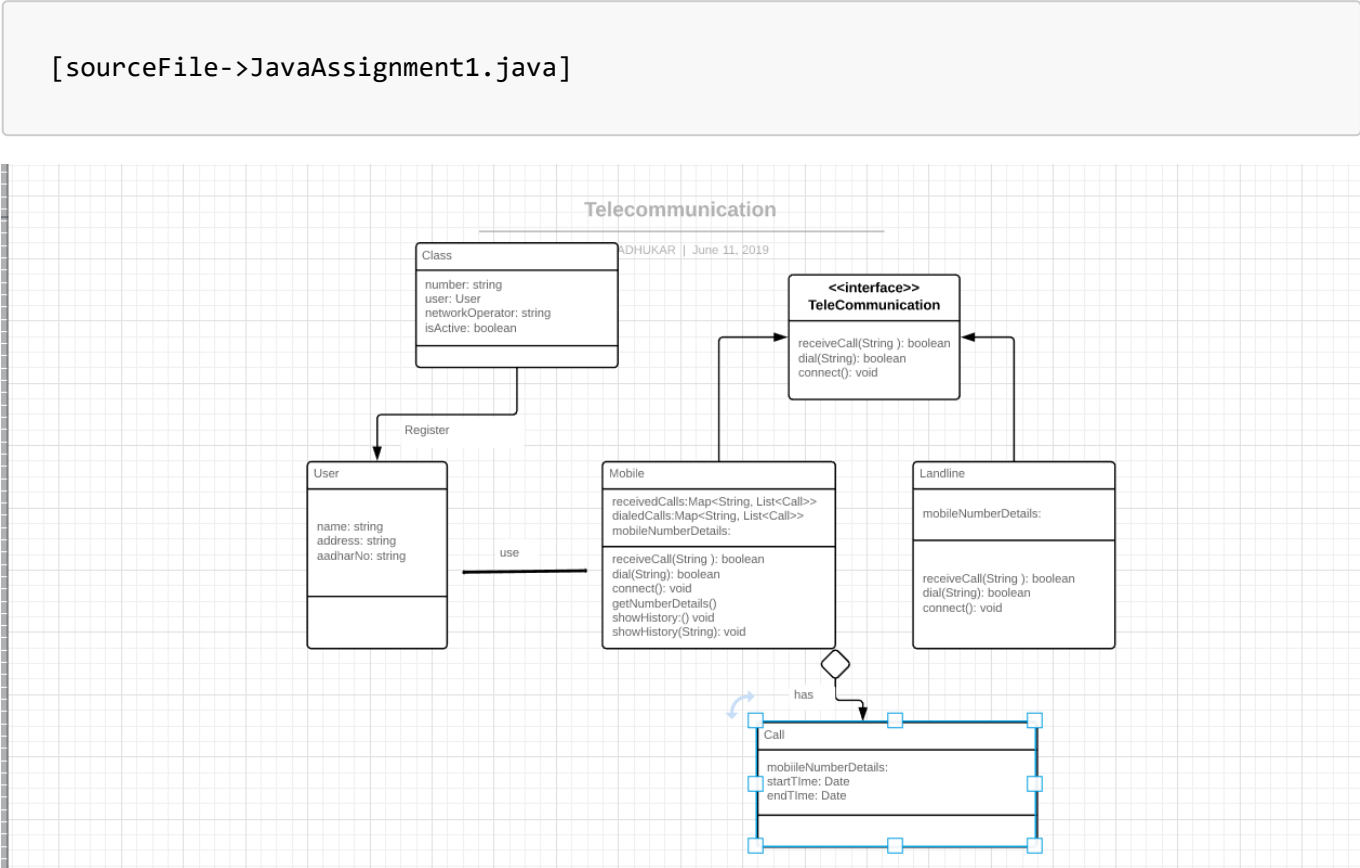 [sourceFile->JavaAssignment1.java]
Telecommunication
ADHUKAR | June 11, 2019
Class
number: string
user: User
networkOperator: string
isActive: boolean
<<interface>>
TeleCommunication
receiveCall(String ): boolean
dial(String): boolean
connect(): void
Register
User
name: string
address: string
aadharNo: string
use
Mobile
receivedCalls:Map<String, List<Call>>
dialedCalls:Map<String, List<Call>>
mobileNumberDetails:
receiveCall(String ): boolean
dial(String): boolean
connect(): void
getNumberDetails()
showHistory:() void
showHistory(String): void
Landline
mobileNumberDetails:
receiveCall(String ): boolean
dial(String): boolean
connect(): void
has
Call
mobiileNumberDetails:
startTIme: Date
endTIme: Date